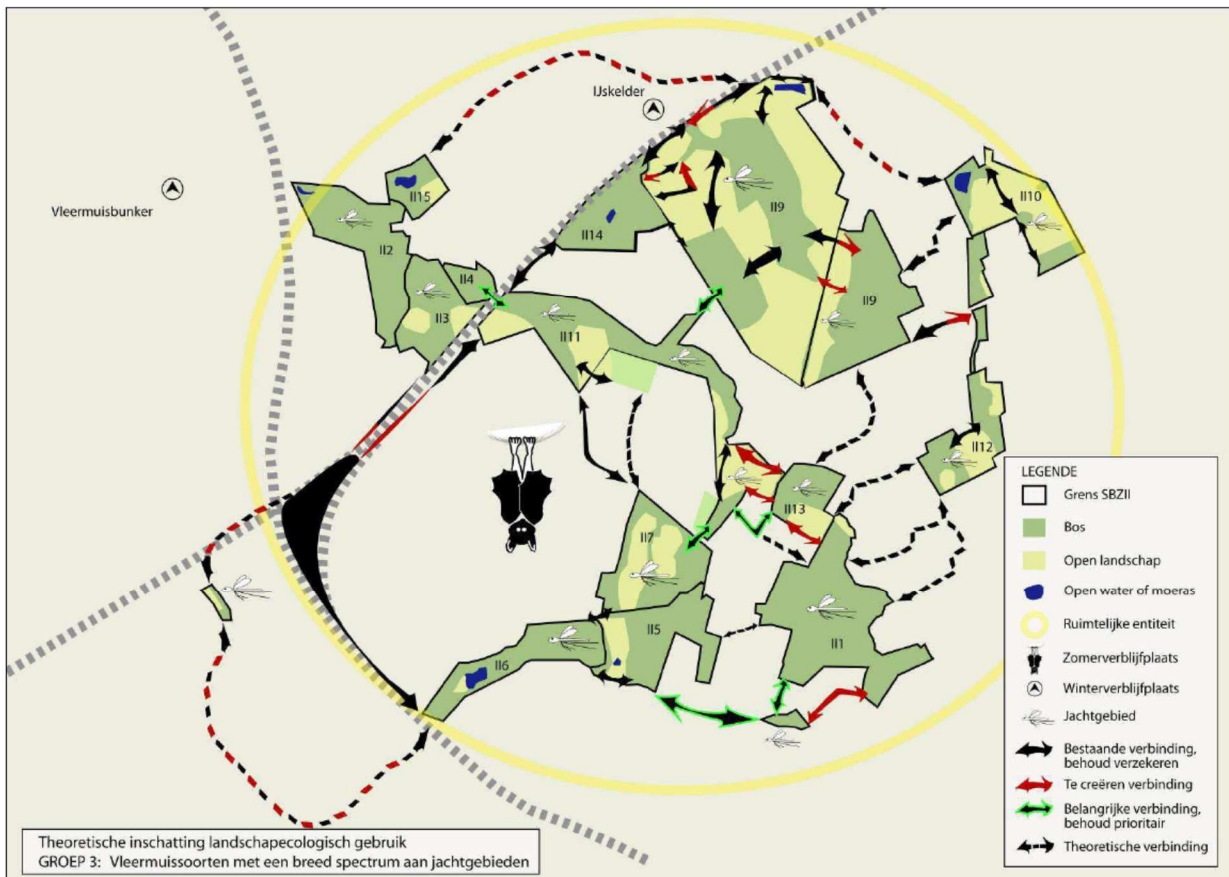 IJskelder
Vleermuisbunker
II15
II2
II14
II9
II10
II4
II3
II9
II11
II12
II13
II7
II5
II1
II6
LEGENDE
Grens SBZII
Bos
Open landschap
Open water of moeras
Ruimtelijke entiteit
Zomerverblijfplaats
Winterverblijfplaats
Jachtgebied
Bestaande verbinding,
behoud verzekeren
Te creëren verbinding
Belangrijke verbinding,
behoud prioritair
Theoretische verbinding
Theoretische inschatting landschapecologisch gebruik
GROEP 3: Vleermuissoorten met een breed spectrum aan jachtgebieden